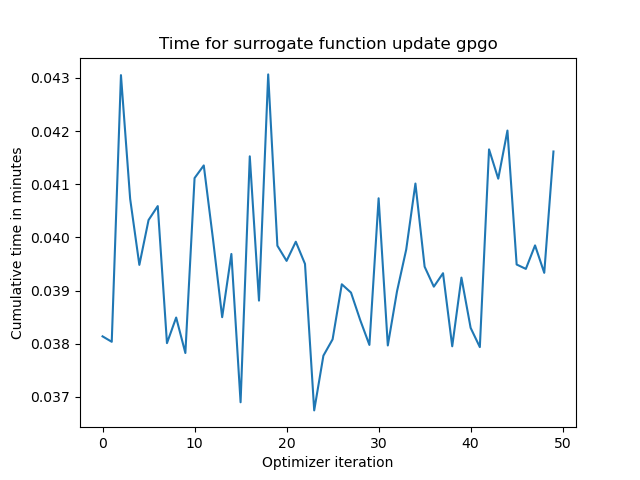 Time for surrogate function update gpgo
0.043
0.042
0.041
0.040
0.039
0.038
0.037
Cumulative time in minutes
0 10 20 30 40 50
Optimizer iteration